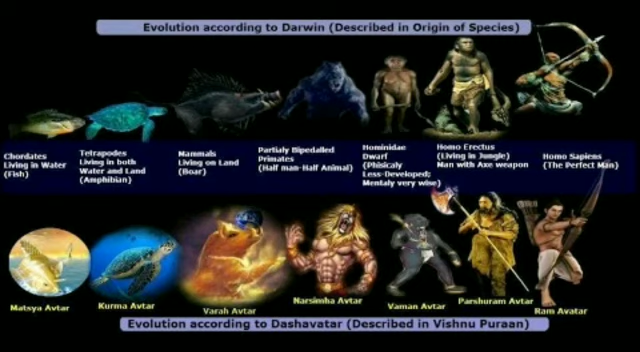 Evolution according to Darwin (Described in Origin of Species)
Chordates
Living in Water
(Fish)
Tetrapodes
Living in both
Water and Land
(Amphibian)
Mammals
Living on Land
(Boar)
Partialy Bipedalled
Primates
(Half man-Half Animal)
Hominidae
Dwarf
(Phisicaly
Less-Developed;
Mentaly very wise)
Homo Erectus
(Living in Jungle)
Man with Axe weapon
Homo Sapiens
(The Perfect Man)
Matsya Avtar
Kurma Avtar
Varah Avtar
Narsimha Avtar
Vaman Avtar
Parshuram Avtar
Ram Avatar
Evolution according to Dashavatar (Described in Vishnu Puraan)